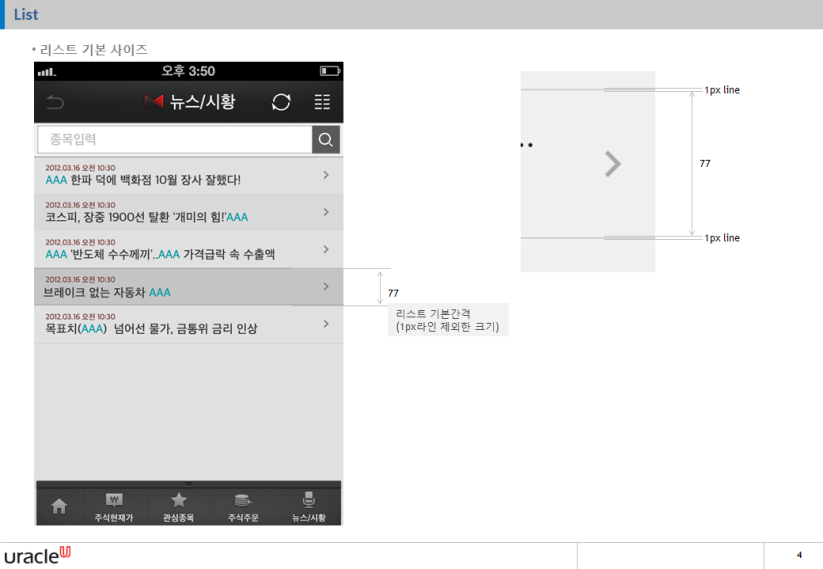 List
• 리스트 기본 사이즈
오후 3:50
뉴스/시황
종목입력
2012.03.16 오전 10:30
AAA 한파 덕에 백화점 10월 장사 잘했다!
2012.03.16 오전 10:30
코스피, 장중 1900선 탈환 '개미의 힘!'AAA
2012.03.16 오전 10:30
AAA '반도체 수수께끼'..AAA 가격급락 속 수출액
2012.03.16 오전 10:30
브레이크 없는 자동차 AAA
2012.03.16 오전 10:30
목표치(AAA) 넘어선 물가, 금통위 금리 인상
주식현재가
관심종목
주식주문
뉴스/시황
77
리스트 기본간격
(1px라인 제외한 크기)
1px line
..
77
1px line
uracle
4